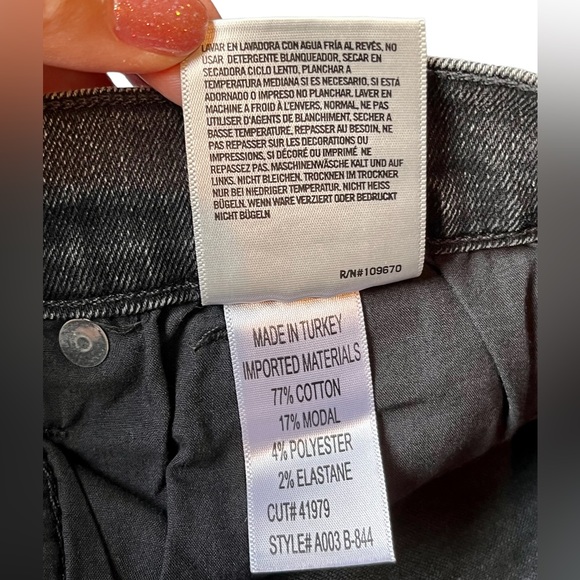 LAVAR EN LAVADORA CON AGUA FRÍA AL REVÉS, NO
USAR DETERGENTE BLANQUEADOR, SECAR EN
SECADORA CICLO LENTO, PLANCHAR A
TEMPERATURA MEDIANA SI ES NECESARIO, SI ESTÁ
ADORNADO O IMPRESO NO PLANCHAR. LAVER EN
MACHINE A FROID À L'ENVERS, NORMAL, NE PAS
UTILISER D'AGENTS DE BLANCHIMENT, SECHER A
BASSE TEMPÉRATURE, REPASSER AU BESOIN, NE
PAS REPASSER SUR LES DECORATIONS OU
IMPRESSIONS, SI DÉCORÉ OU IMPRIMÉ NE
REPASSEZ PAS. MASCHINENWÄSCHE KALT UND AUF
LINKS. NICHT BLEICHEN. TROCKNEN IM TROCKNER
NUR BEI NIEDRIGER TEMPERATUR. NICHT HEISS
BÜGELN. WENN WARE VERZIERT ODER BEDRUCKT
NICHT BÜGELN
R/N#109670
MADE IN TURKEY
IMPORTED MATERIALS
77% COTTON
17% MODAL
4% POLYESTER
2% ELASTANE
CUT# 41979
STYLE# A003 B-844